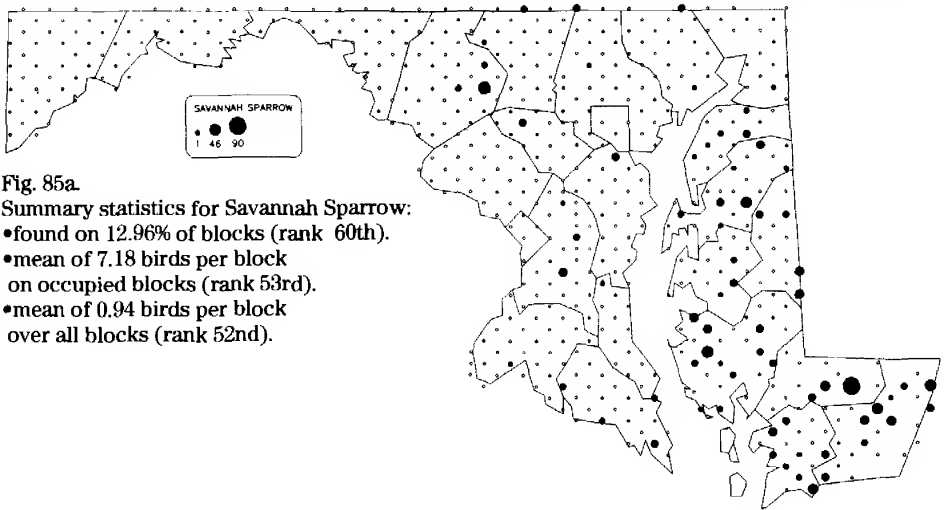 SAVANNAH SPARROW
1 46 90
Fig. 85a.
Summary statistics for Savannah Sparrow:
•found on 12.96% of blocks (rank 60th).
•mean of 7.18 birds per block
on occupied blocks (rank 53rd).
•mean of 0.94 birds per block
over all blocks (rank 52nd).